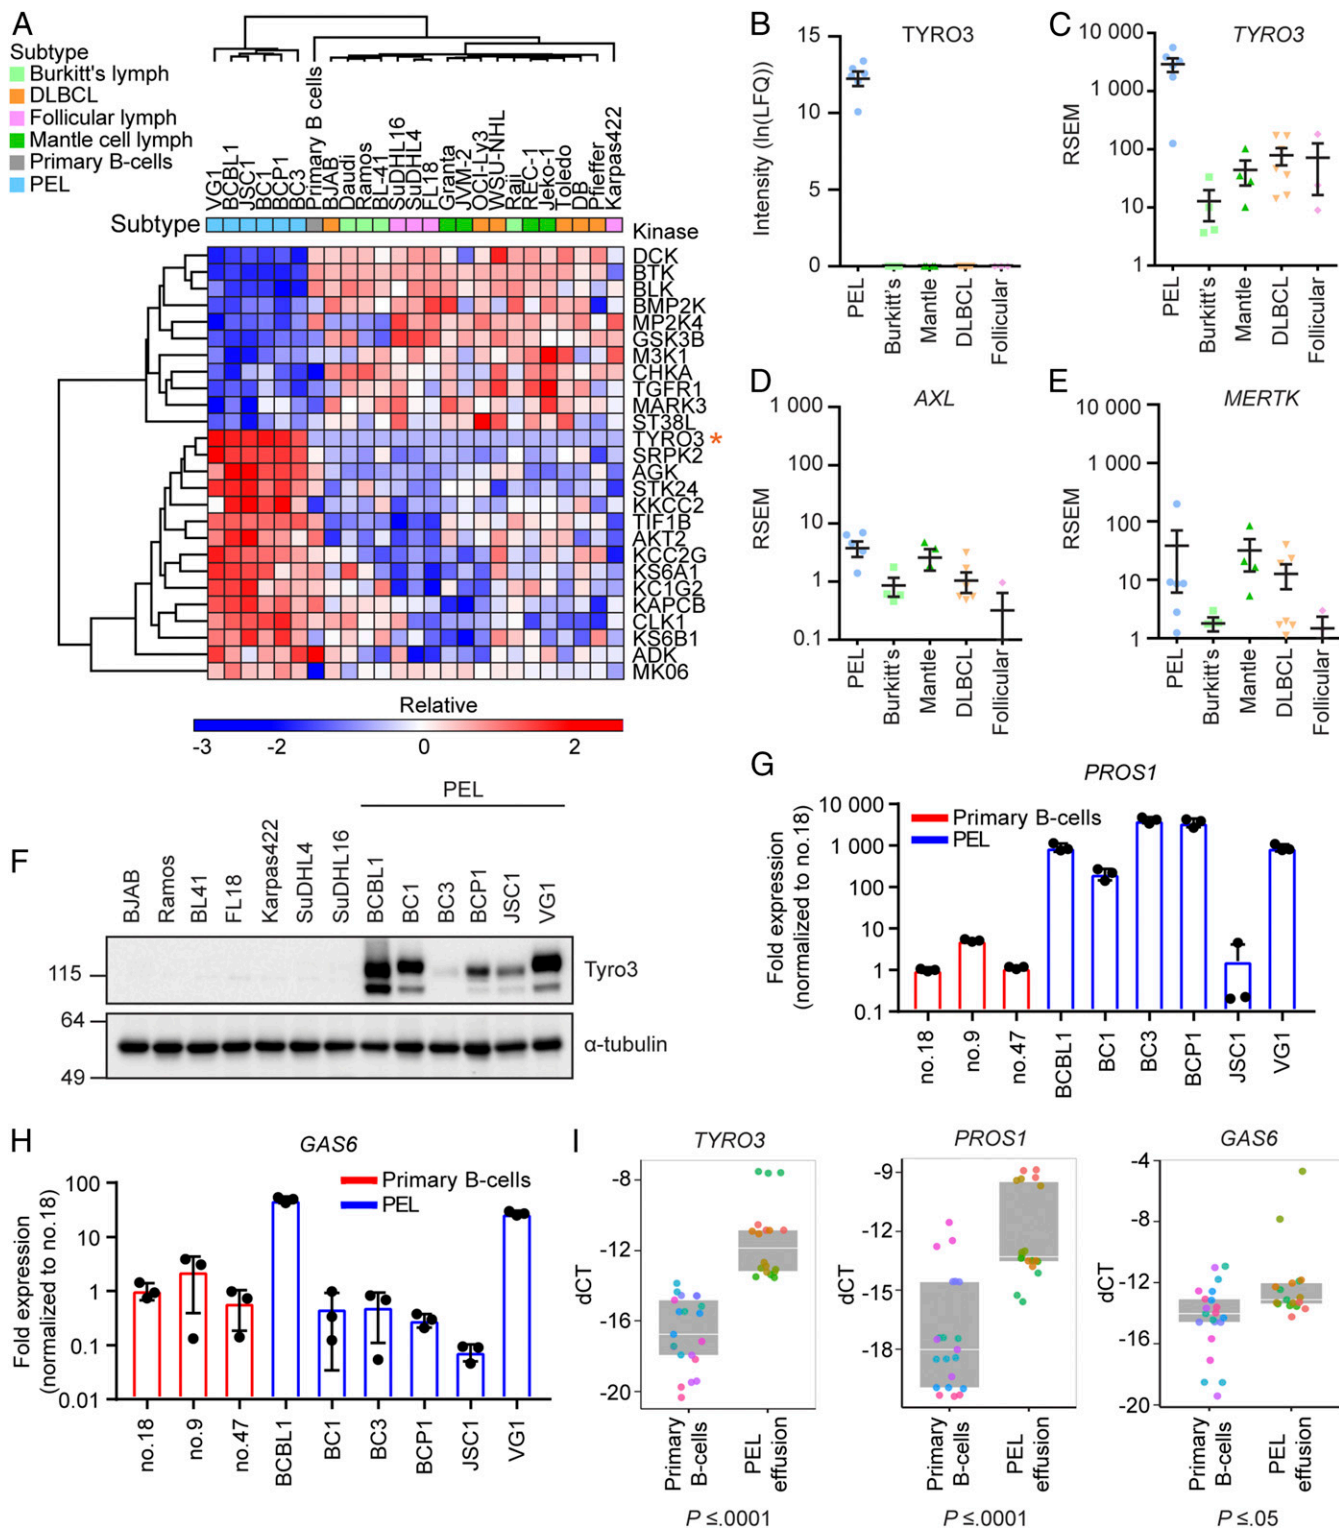 A
Subtype
Burkitt's lymph
DLBCL
Follicular lymph
Mantle cell lymph
Primary B-cells
PEL
VG1
BCBL1
JSC1
BC1
BCP1
BC3
Primary B cells
BJAB
Daudi
Ramos
BL-41
SuDHL16
SuDHL4
FL18
Granta
JVM-2
OCI-Ly3
WSU-NHL
Raji
REC-1
Jeko-1
Toledo
DB
Pfieffer
Karpas422
Subtype
Kinase
DCK
BTK
BLK
BMP2K
MP2K4
GSK3B
M3K1
CHKA
TGFR1
MARK3
ST38L
TYRO3 *
SRPK2
AGK
STK24
KKCC2
TIF1B
AKT2
KCC2G
KS6A1
KC1G2
KAPCB
CLK1
KS6B1
ADK
MK06
Relative
-3 -2 0 2
B
TYRO3
Intensity (ln(LFQ))
15
10
5
0
PEL
Burkitt's
Mantle
DLBCL
Follicular
C
TYRO3
RSEM
10 000
1 000
100
10
1
PEL
Burkitt's
Mantle
DLBCL
Follicular
D
AXL
RSEM
1 000
100
10
1
0.1
PEL
Burkitt's
Mantle
DLBCL
Follicular
E
MERTK
RSEM
10 000
1 000
100
10
1
PEL
Burkitt's
Mantle
DLBCL
Follicular
F
PEL
BJAB
Ramos
BL41
FL18
Karpas422
SuDHL4
SuDHL16
BCBL1
BC1
BC3
BCP1
JSC1
VG1
115
Tyro3
64
α-tubulin
49
G
PROS1
Fold expression
(normalized to no.18)
10 000
1 000
100
10
1
0.1
Primary B-cells
PEL
no.18
no.9
no.47
BCBL1
BC1
BC3
BCP1
JSC1
VG1
H
GAS6
Fold expression
(normalized to no.18)
100
10
1
0.1
0.01
Primary B-cells
PEL
no.18
no.9
no.47
BCBL1
BC1
BC3
BCP1
JSC1
VG1
I
TYRO3
dCT
-8
-12
-16
-20
Primary
B-cells
PEL
effusion
P ≤.0001
PROS1
dCT
-9
-12
-15
-18
Primary
B-cells
PEL
effusion
P ≤.0001
GAS6
dCT
-4
-8
-12
-16
-20
Primary
B-cells
PEL
effusion
P ≤.05